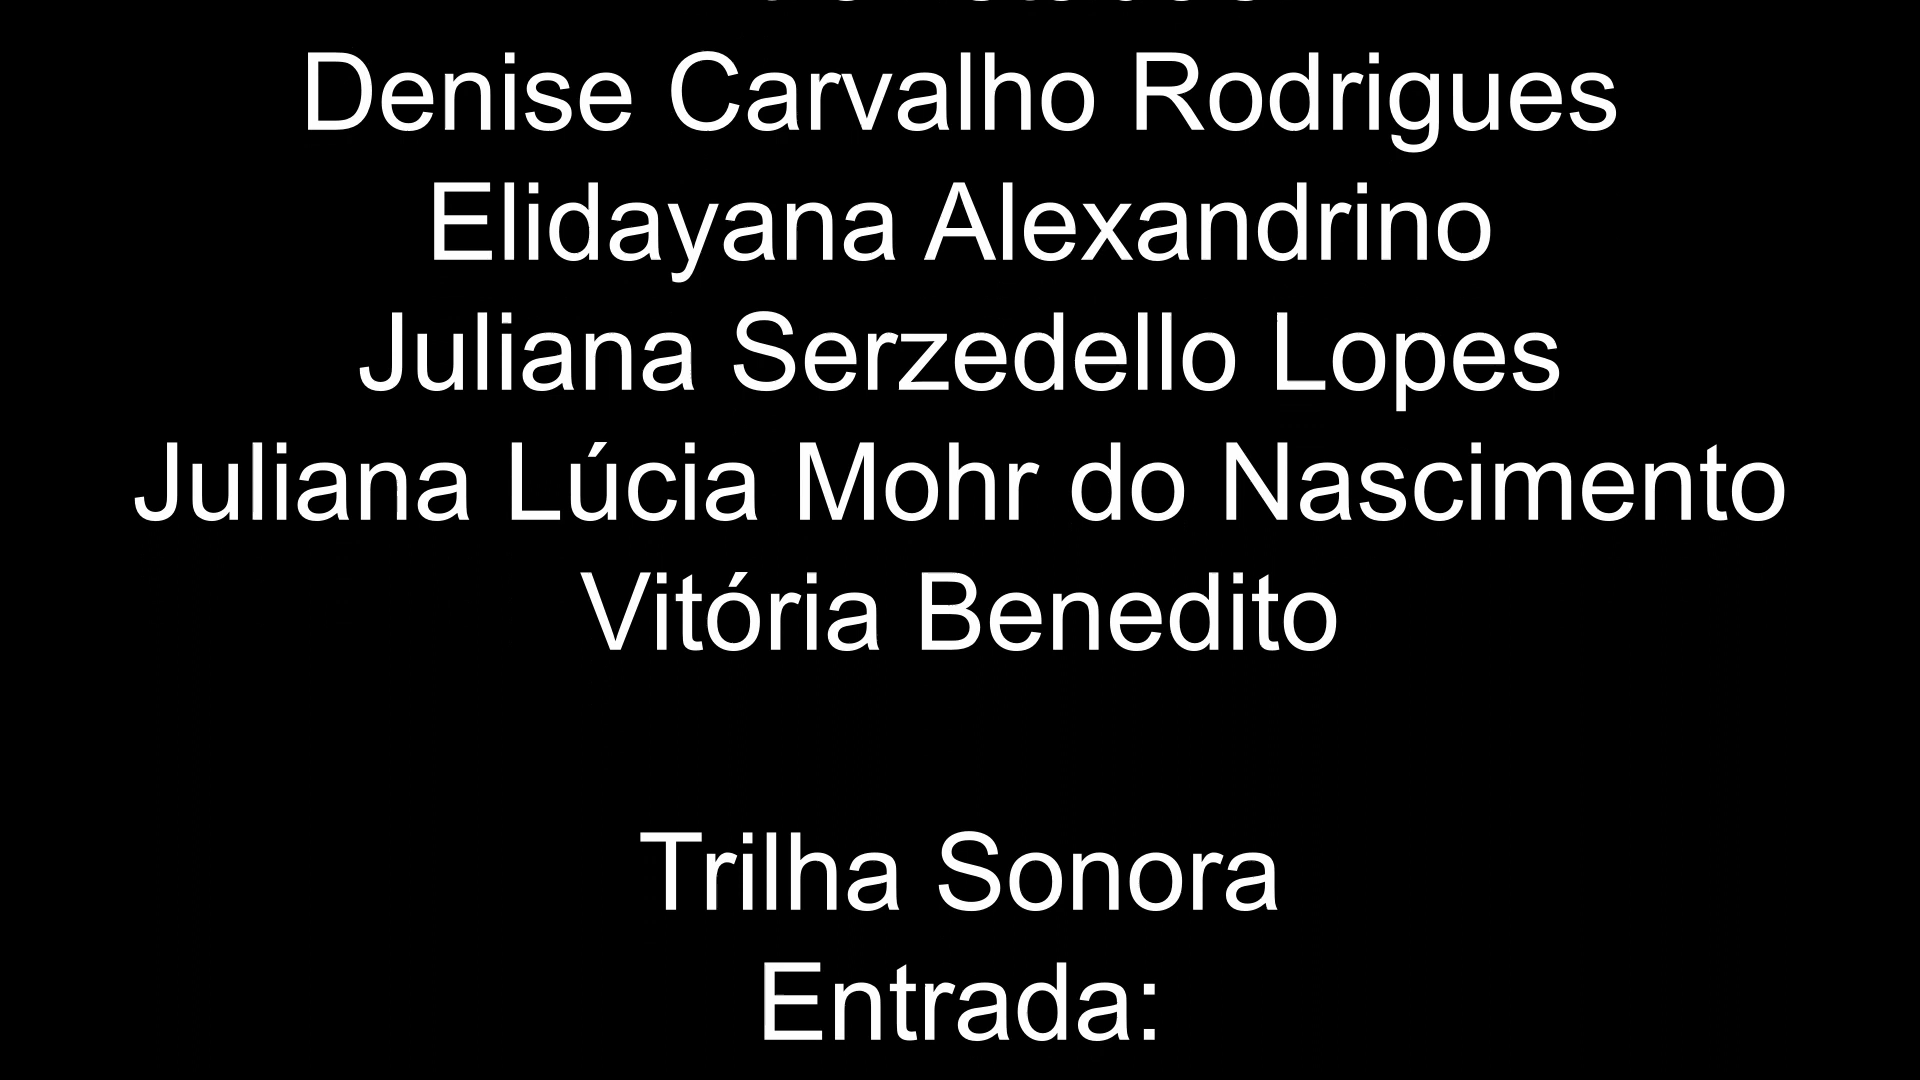 Denise Carvalho Rodrigues
Elidayana Alexandrino
Juliana Serzedello Lopes
Juliana Lúcia Mohr do Nascimento
Vitória Benedito
Trilha Sonora
Entrada: